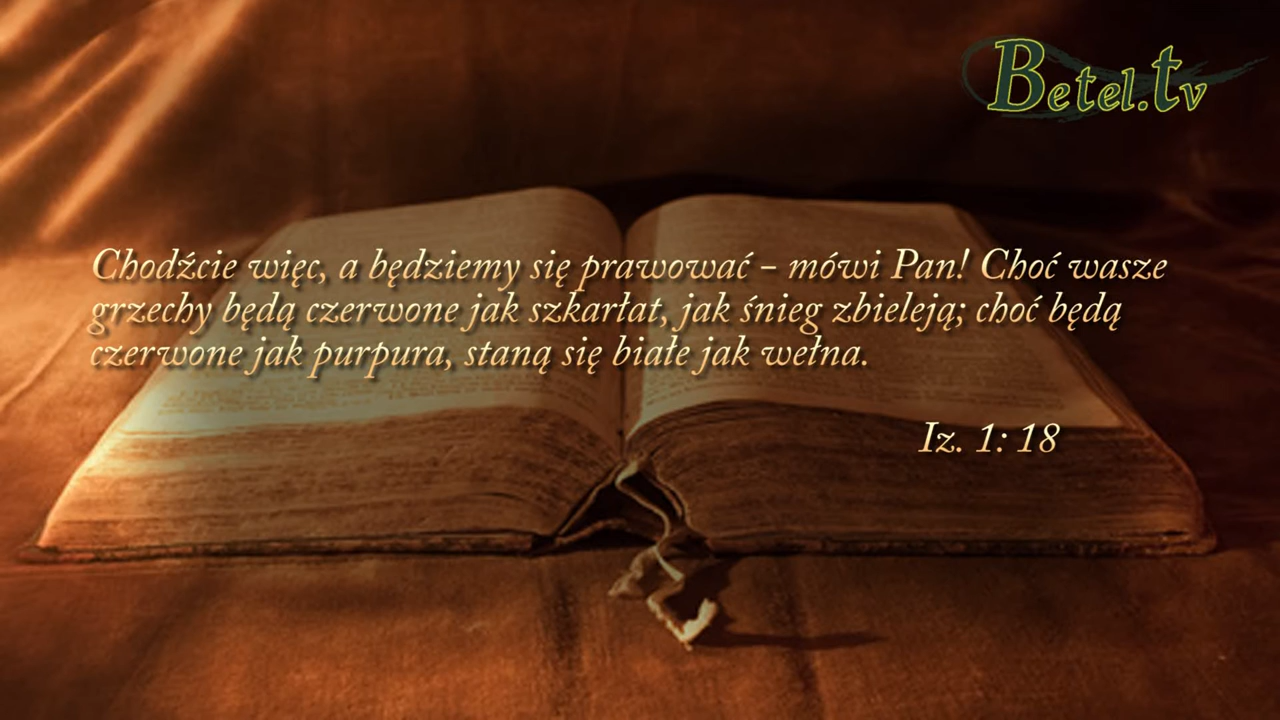 Betel.tv
Chodźcie więc, a będziemy się prawować – mówi Pan! Choć wasze
grzechy będą czerwone jak szkarłat, jak śnieg zbieleją; choć będą
czerwone jak purpura, staną się białe jak wełna.
Iz. 1: 18